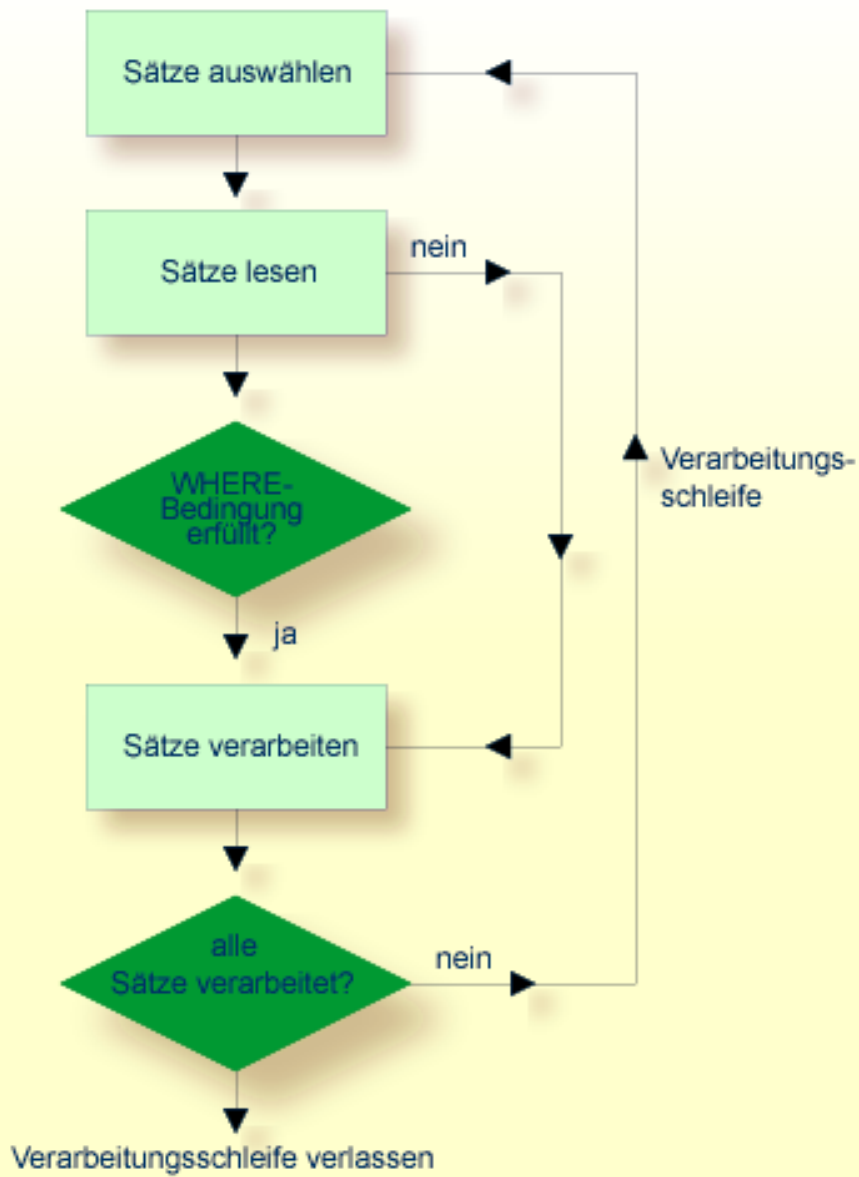 Sätze auswählen
Sätze lesen
nein
WHERE-
Bedingung
erfüllt?
Verarbeitungs-
schleife
ja
Sätze verarbeiten
alle
Sätze verarbeitet?
nein
Verarbeitungsschleife verlassen